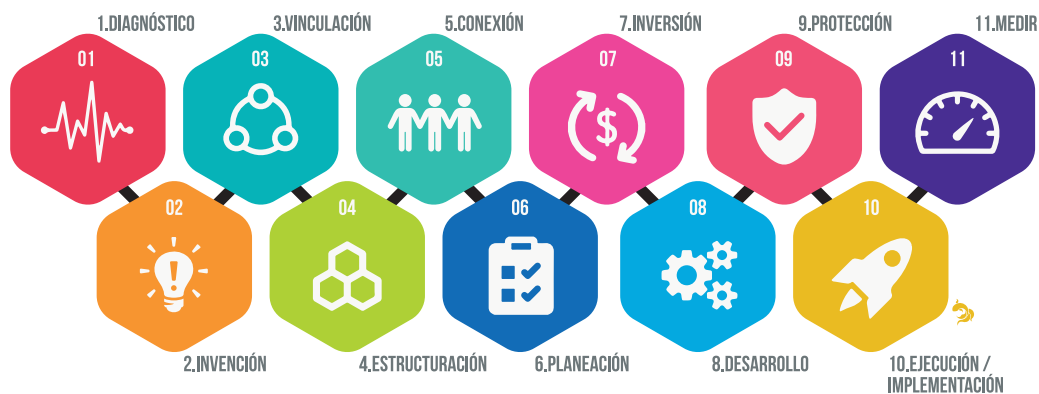 1.DIAGNÓSTICO
3.VINCULACIÓN
5.CONEXIÓN
7.INVERSIÓN
9.PROTECCIÓN
11.MEDIR
01
03
05
07
09
11
$
02
04
06
08
10
2.INVENCIÓN
4.ESTRUCTURACIÓN
6.PLANEACIÓN
8.DESARROLLO
10.EJECUCIÓN /
IMPLEMENTACIÓN